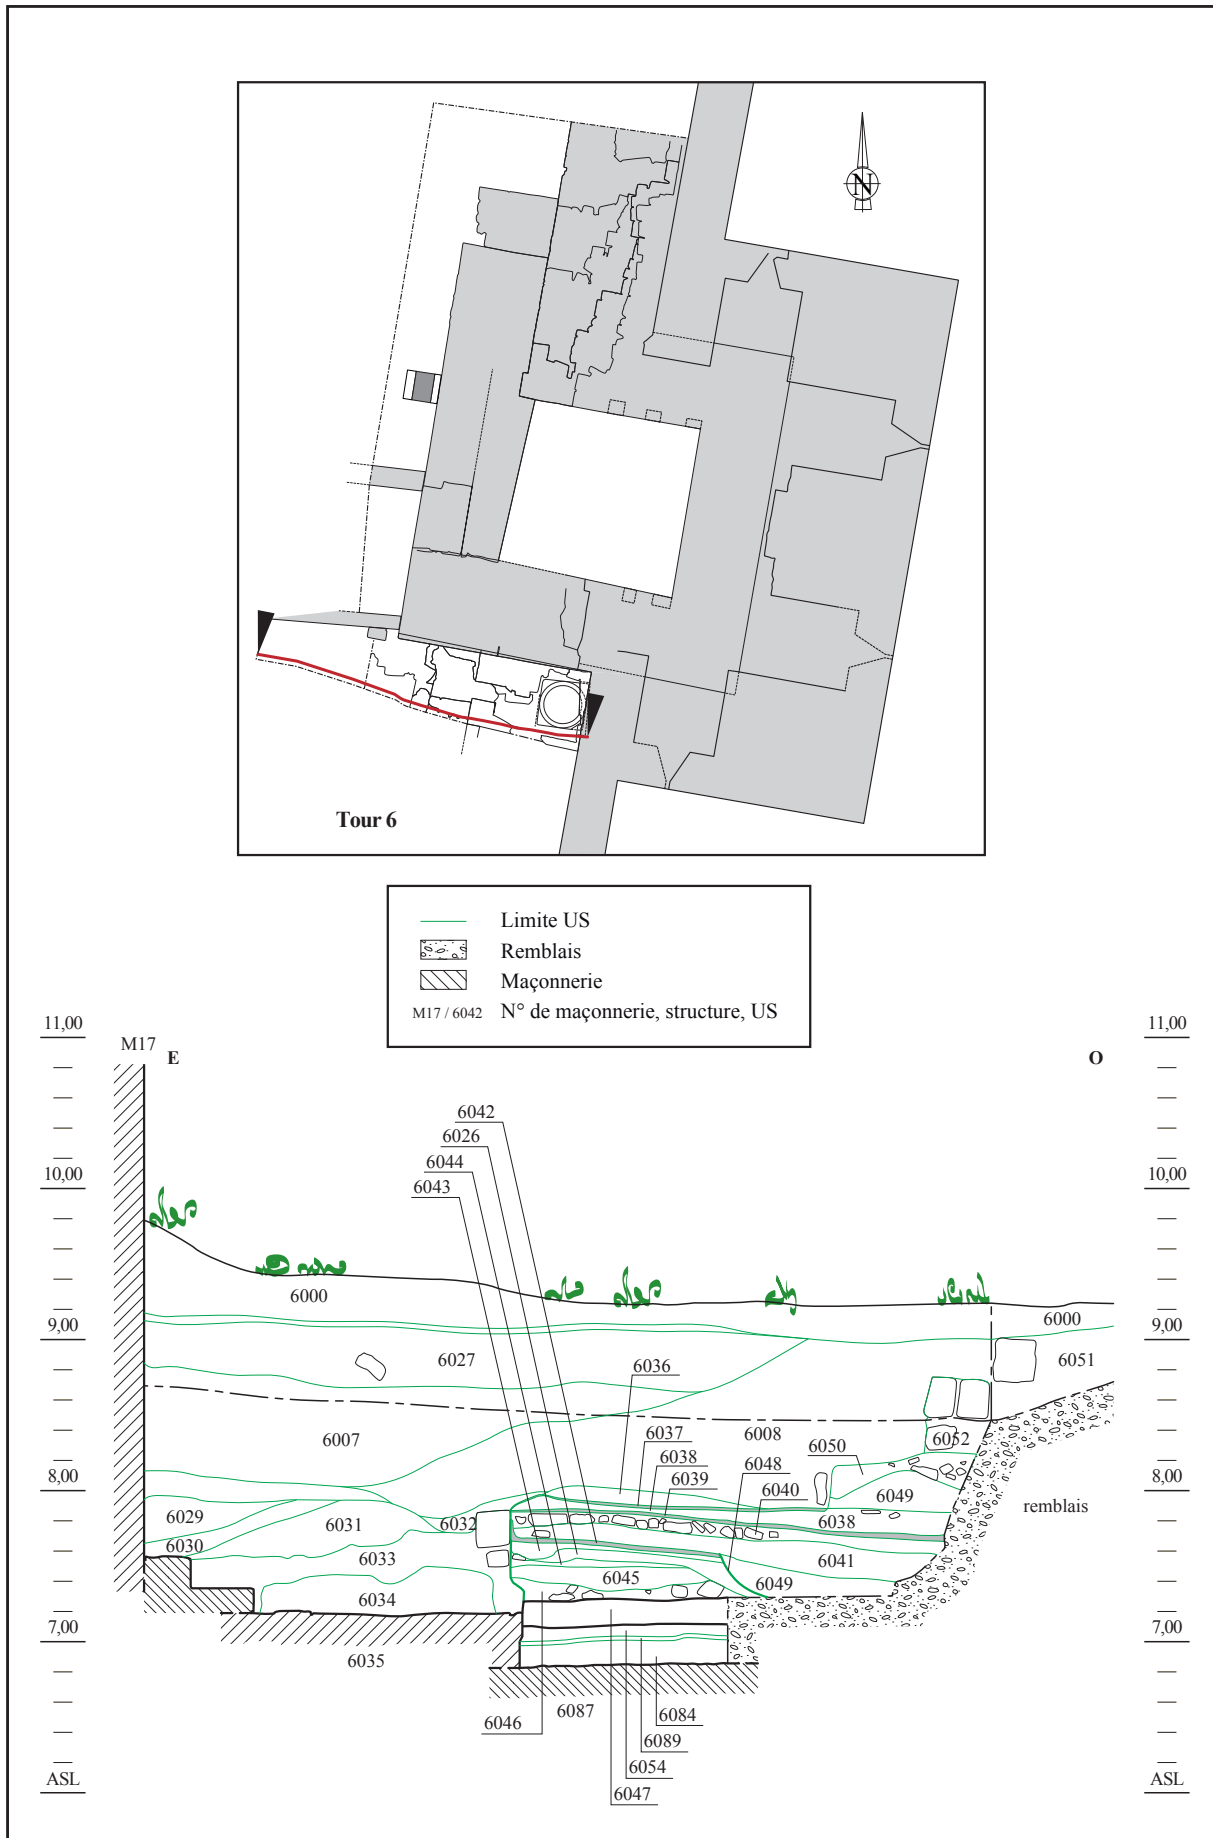 N
Tour 6
Limite US
Remblais
Maçonnerie
M17 / 6042 N° de maçonnerie, structure, US
11,00 11,00
M17
E O
6042
6026
6044
6043
10,00 10,00
6000
6000
9,00 9,00
6027 6036 6051
6007 6037 6008 6052
6038 6050
6039 6048
8,00 8,00
6040 6049
6029 6031 6032 6038 remblais
6030 6033 6041
6045 6049
6034
7,00 7,00
6035
6046 6087 6084
6089
6054
ASL ASL
6047